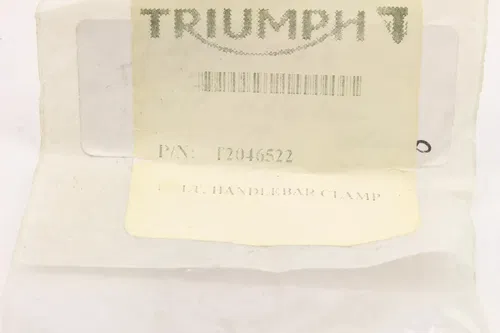 TRIUMPH
P/N: T2046522
HANDLEBAR CLAMP